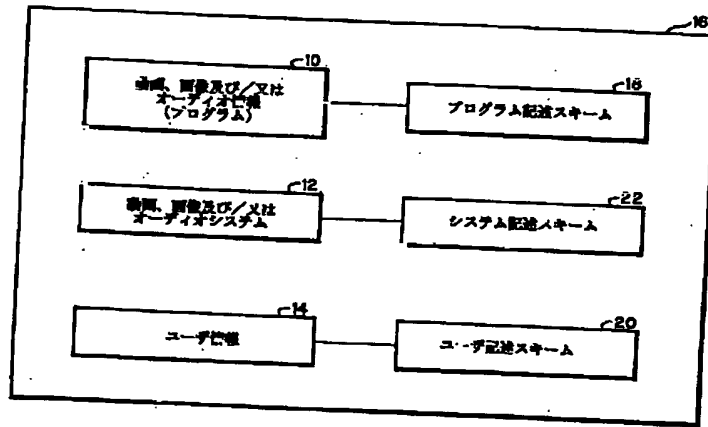 16
10
動画、画像及び/又は
オーディオ情報
(プログラム)
18
プログラム記述スキーム
12
動画、画像及び/又は
オーディオシステム
22
システム記述スキーム
14
ユーザ情報
20
ユーザ記述スキーム